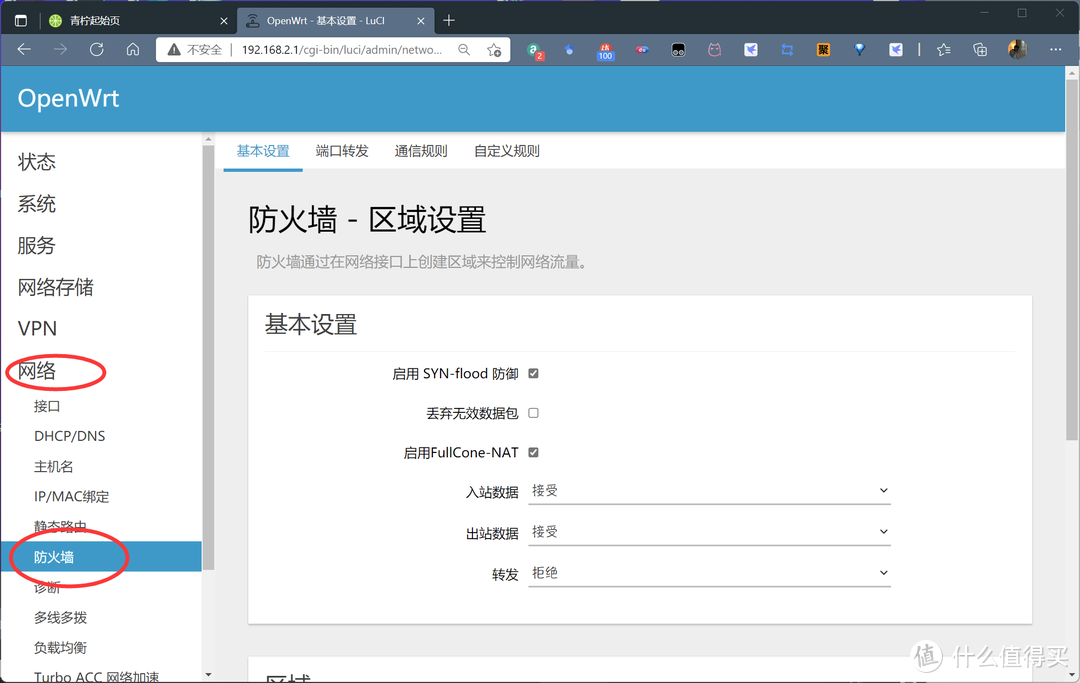 青柠起始页
OpenWrt - 基本设置 - LuCI
不安全
192.168.2.1/cgi-bin/luci/admin/netwo...
2
100
聚
OpenWrt
状态
系统
服务
网络存储
VPN
网络
接口
DHCP/DNS
主机名
IP/MAC绑定
静态路由
防火墙
诊断
多线多拨
负载均衡
Turbo ACC 网络加速
基本设置
端口转发
通信规则
自定义规则
防火墙 - 区域设置
防火墙通过在网络接口上创建区域来控制网络流量。
基本设置
启用 SYN-flood 防御
丢弃无效数据包
启用FullCone-NAT
入站数据 接受
出站数据 接受
转发 拒绝
区域
值 什么值得买